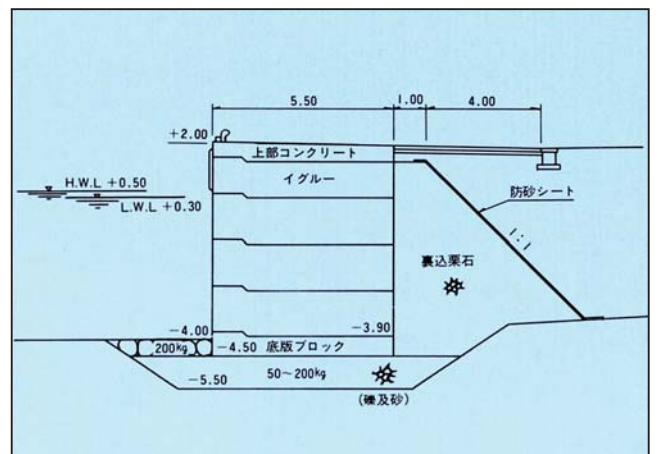 5.50
1.00
4.00
+2.00
上部コンクリート
イグルー
H.W.L +0.50
L.W.L +0.30
防砂シート
1:1
裏込栗石
-4.00
-3.90
200kg
-4.50
底版ブロック
-5.50
50~200kg
(礫及砂)